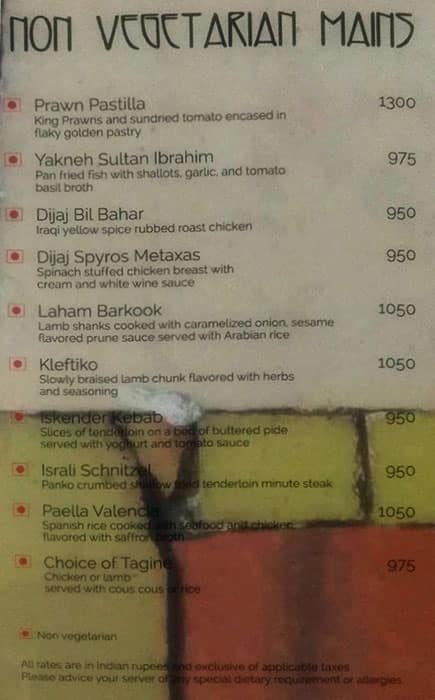 NON VEGETARIAN MAINS
Prawn Pastilla 1300
King Prawns and sundried tomato encased in
flaky golden pastry
Yakneh Sultan Ibrahim 975
Pan fried fish with shallots, garlic, and tomato
basil broth
Dijaj Bil Bahar 950
Iraqi yellow spice rubbed roast chicken
Dijaj Spyros Metaxas 950
Spinach stuffed chicken breast with
cream and white wine sauce
Laham Barkook 1050
Lamb shanks cooked with caramelized onion, sesame
flavored prune sauce served with Arabian rice
Kleftiko 1050
Slowly braised lamb chunk flavored with herbs
and seasoning
Iskender Kebab 950
Slices of tenderloin on a bed of buttered pide
served with yoghurt and tomato sauce
Israli Schnitzel 950
Panko crumbed shallow fried tenderloin minute steak
Paella Valencia 1050
Spanish rice cooked with seafood and chicken,
flavored with saffron broth
Choice of Tagine 975
Chicken or lamb
served with cous cous or rice
Non vegetarian
All rates are in Indian rupees and exclusive of applicable taxes
Please advice your server of any special dietary requirement or allergies.